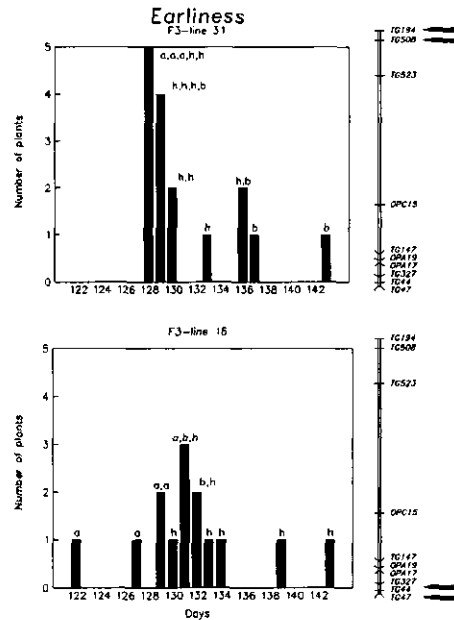 Earliness
F3-line 31
5
4
3
2
1
0
Number of plants
a,a,a,h,h
h,h,h,b
h,h
h
h,b
b
b
122 124 126 128 130 132 134 136 138 140 142
TG194
TG508
TG523
OPC15
TG147
OPA19
OPA17
TG327
TG44
TG47
F3-line 16
5
4
3
2
1
0
Number of plants
a
a
a,a
h
a,b,h
b,h
h
h
h
h
122 124 126 128 130 132 134 136 138 140 142
Days
TG194
TG508
TG523
OPC15
TG147
OPA19
OPA17
TG327
TG44
TG47